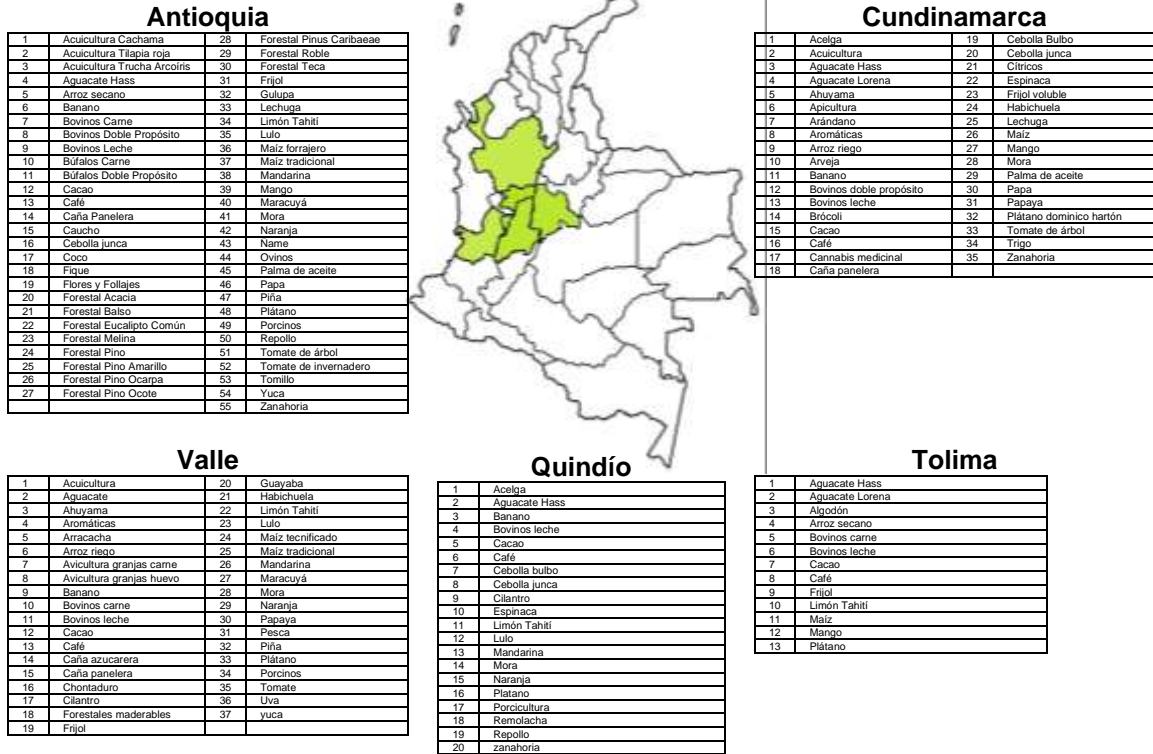 Antioquia
1 Acuicultura Cachama 28 Forestal Pinus Caribaeae
2 Acuicultura Tilapia roja 29 Forestal Roble
3 Acuicultura Trucha Arcoíris 30 Forestal Teca
4 Aguacate Hass 31 Frijol
5 Arroz secano 32 Gulupa
6 Banano 33 Lechuga
7 Bovinos Carne 34 Limón Tahití
8 Bovinos Doble Propósito 35 Lulo
9 Bovinos Leche 36 Maíz forrajero
10 Búfalos Carne 37 Maíz tradicional
11 Búfalos Doble Propósito 38 Mandarina
12 Cacao 39 Mango
13 Café 40 Maracuyá
14 Caña Panelera 41 Mora
15 Caucho 42 Naranja
16 Cebolla junca 43 Name
17 Coco 44 Ovinos
18 Fique 45 Palma de aceite
19 Flores y Follajes 46 Papa
20 Forestal Acacia 47 Piña
21 Forestal Balso 48 Plátano
22 Forestal Eucalipto Común 49 Porcinos
23 Forestal Melina 50 Repollo
24 Forestal Pino 51 Tomate de árbol
25 Forestal Pino Amarillo 52 Tomate de invernadero
26 Forestal Pino Ocarpa 53 Tomillo
27 Forestal Pino Ocote 54 Yuca
55 Zanahoria
Cundinamarca
1 Acelga 19 Cebolla Bulbo
2 Acuicultura 20 Cebolla junca
3 Aguacate Hass 21 Cítricos
4 Aguacate Lorena 22 Espinaca
5 Ahuyama 23 Frijol voluble
6 Apicultura 24 Habichuela
7 Arándano 25 Lechuga
8 Aromáticas 26 Maíz
9 Arroz riego 27 Mango
10 Arveja 28 Mora
11 Banano 29 Palma de aceite
12 Bovinos doble propósito 30 Papa
13 Bovinos leche 31 Papaya
14 Brócoli 32 Plátano dominico hartón
15 Cacao 33 Tomate de árbol
16 Café 34 Trigo
17 Cannabis medicinal 35 Zanahoria
18 Caña panelera
Valle
1 Acuicultura 20 Guayaba
2 Aguacate 21 Habichuela
3 Ahuyama 22 Limón Tahití
4 Aromáticas 23 Lulo
5 Arracacha 24 Maíz tecnificado
6 Arroz riego 25 Maíz tradicional
7 Avicultura granjas carne 26 Mandarina
8 Avicultura granjas huevo 27 Maracuyá
9 Banano 28 Mora
10 Bovinos carne 29 Naranja
11 Bovinos leche 30 Papaya
12 Cacao 31 Pesca
13 Café 32 Piña
14 Caña azucarera 33 Plátano
15 Caña panelera 34 Porcinos
16 Chontaduro 35 Tomate
17 Cilantro 36 Uva
18 Forestales maderables 37 yuca
19 Frijol
Quindío
1 Acelga
2 Aguacate Hass
3 Banano
4 Bovinos leche
5 Cacao
6 Café
7 Cebolla bulbo
8 Cebolla junca
9 Cilantro
10 Espinaca
11 Limón Tahití
12 Lulo
13 Mandarina
14 Mora
15 Naranja
16 Platano
17 Porcicultura
18 Remolacha
19 Repollo
20 zanahoria
Tolima
1 Aguacate Hass
2 Aguacate Lorena
3 Algodón
4 Arroz secano
5 Bovinos carne
6 Bovinos leche
7 Cacao
8 Café
9 Frijol
10 Limón Tahití
11 Maíz
12 Mango
13 Plátano